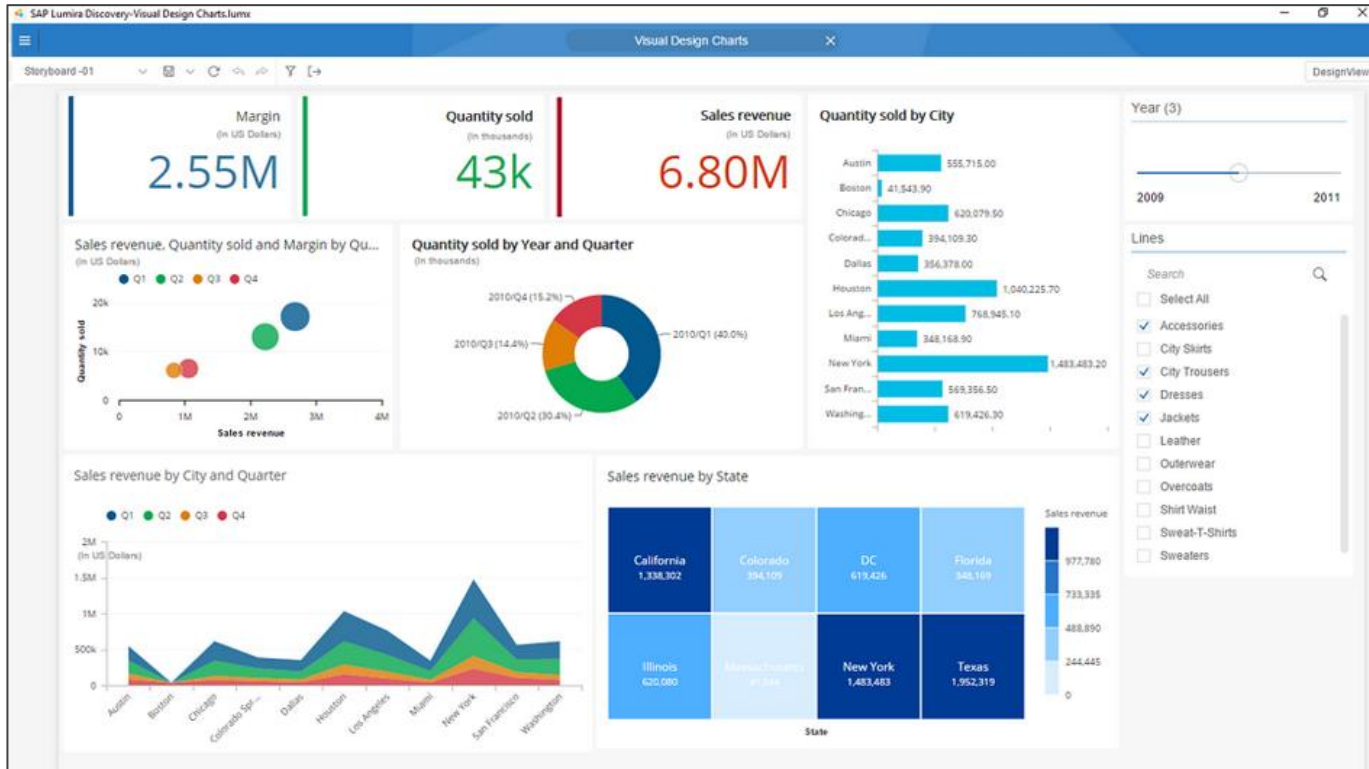 SAP Lumira Discovery-Visual Design Charts.lumx
Visual Design Charts
Storyboard -01
DesignView
Margin
(In US Dollars)
2.55M
Quantity sold
(In thousands)
43k
Sales revenue
(In US Dollars)
6.80M
Quantity sold by City
Austin 555,715.00
Boston 41,543.90
Chicago 620,079.50
Colorad... 394,109.30
Dallas 356,378.00
Houston 1,040,225.70
Los Ang... 768,945.10
Miami 348,168.90
New York 1,483,483.20
San Fran... 569,356.50
Washing... 619,426.30
Year (3)
2009 2011
Lines
Search
Select All
Accessories
City Skirts
City Trousers
Dresses
Jackets
Leather
Outerwear
Overcoats
Shirt Waist
Sweat-T-Shirts
Sweaters
Sales revenue, Quantity sold and Margin by Qu...
(In US Dollars)
Q1 Q2 Q3 Q4
20k
10k
0
Quantity sold
0 1M 2M 3M 4M
Sales revenue
Quantity sold by Year and Quarter
(In thousands)
2010/Q4 (15.2%)
2010/Q1 (40.0%)
2010/Q3 (14.4%)
2010/Q2 (30.4%)
Sales revenue by City and Quarter
Q1 Q2 Q3 Q4
2M
(In US Dollars)
1.5M
1M
500k
0
Austin
Boston
Chicago
Colorado Spr...
Dallas
Houston
Los Angeles
Miami
New York
San Francisco
Washington
Sales revenue by State
California Colorado DC Florida
1,338,302 394,109 619,426 348,169
Illinois Massachusetts New York Texas
620,080 1,483,483 1,952,319
State
Sales revenue
977,780
733,335
488,890
244,445
0